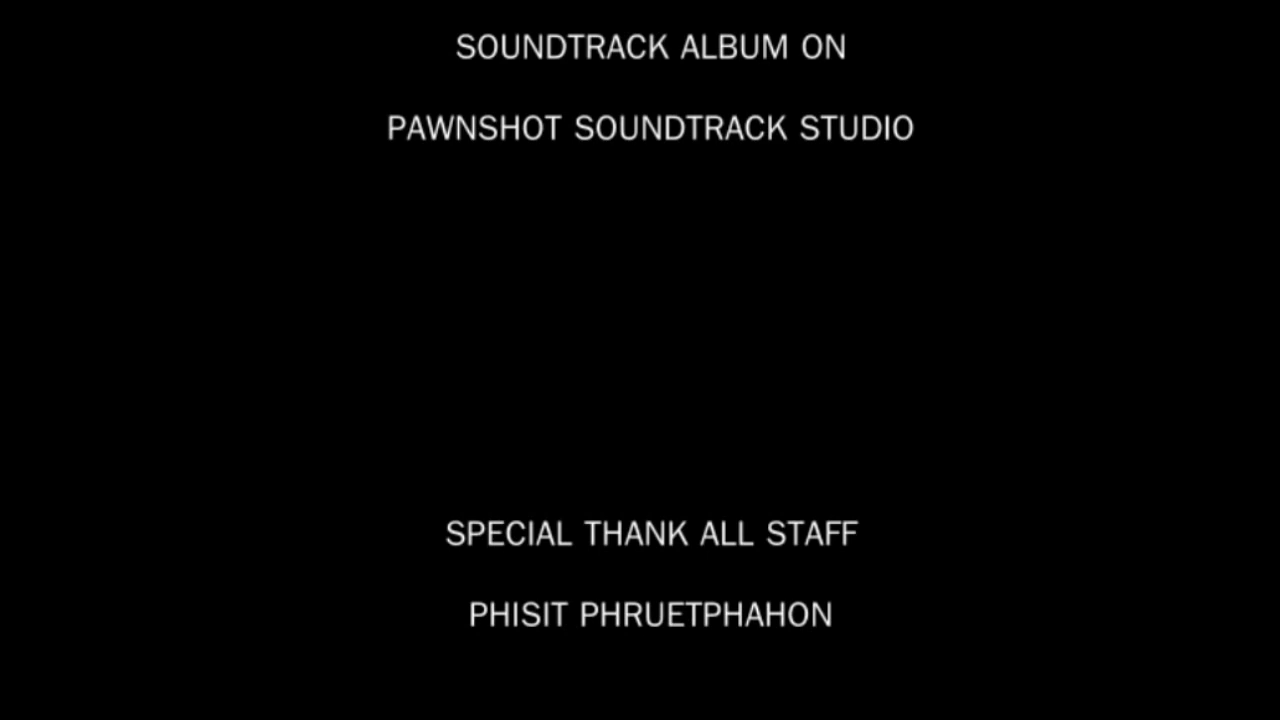 SOUNDTRACK ALBUM ON
PAWNSHOT SOUNDTRACK STUDIO
SPECIAL THANK ALL STAFF
PHISIT PHRUETPHAHON